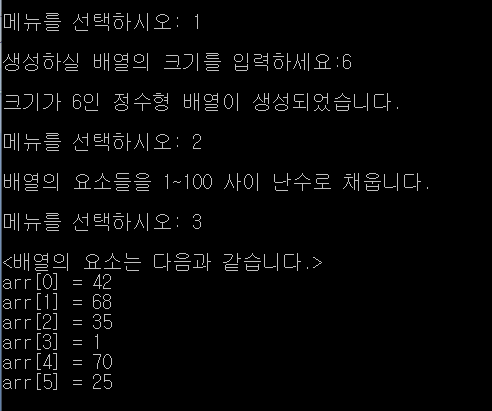 메뉴를 선택하시오: 1
생성하실 배열의 크기를 입력하세요:6
크기가 6인 정수형 배열이 생성되었습니다.
메뉴를 선택하시오: 2
배열의 요소들을 1~100 사이 난수로 채웁니다.
메뉴를 선택하시오: 3
<배열의 요소는 다음과 같습니다.>
arr[0] = 42
arr[1] = 68
arr[2] = 35
arr[3] = 1
arr[4] = 70
arr[5] = 25